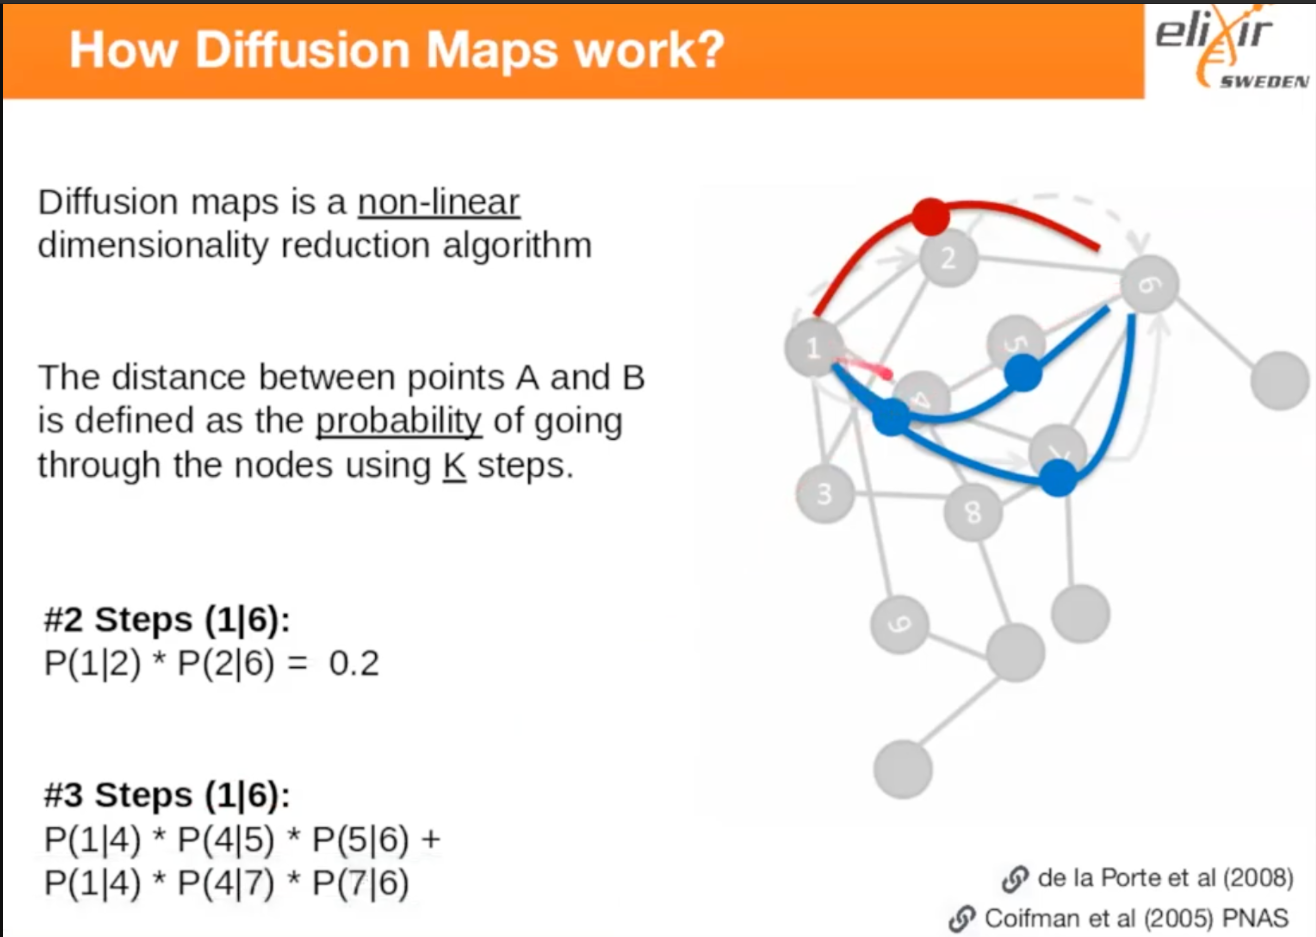 How Diffusion Maps work?
elixir
SWEDEN
Diffusion maps is a non-linear
dimensionality reduction algorithm
The distance between points A and B
is defined as the probability of going
through the nodes using K steps.
#2 Steps (1|6):
P(1|2) * P(2|6) = 0.2
#3 Steps (1|6):
P(1|4) * P(4|5) * P(5|6) +
P(1|4) * P(4|7) * P(7|6)
2
6
1
5
4
7
3
8
9
de la Porte et al (2008)
Coifman et al (2005) PNAS